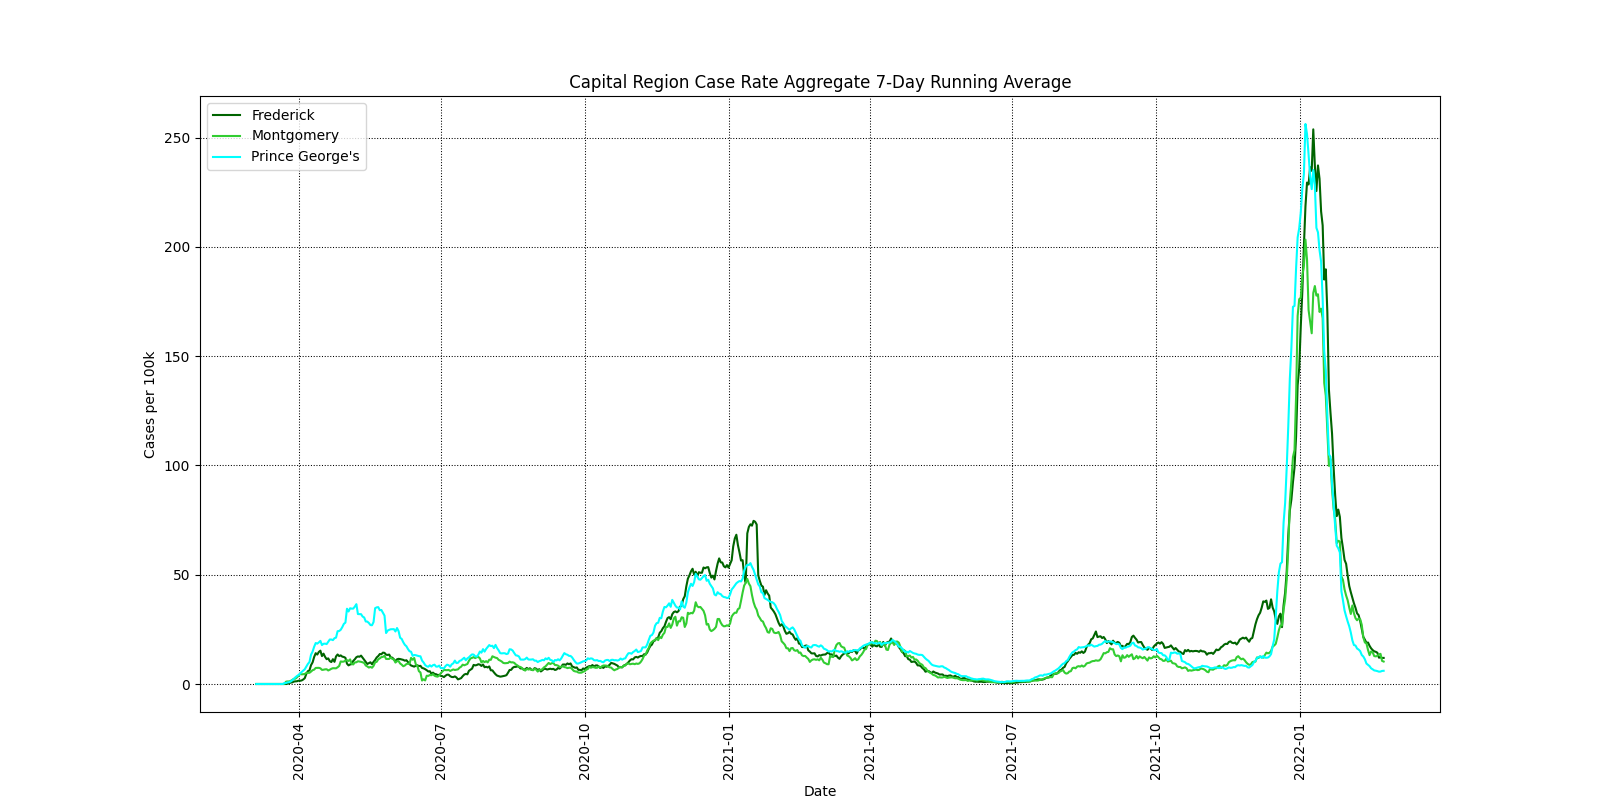 Capital Region Case Rate Aggregate 7-Day Running Average
Frederick
Montgomery
Prince George's
250
200
150
100
50
0
Cases per 100k
2020-04
2020-07
2020-10
2021-01
2021-04
2021-07
2021-10
2022-01
Date